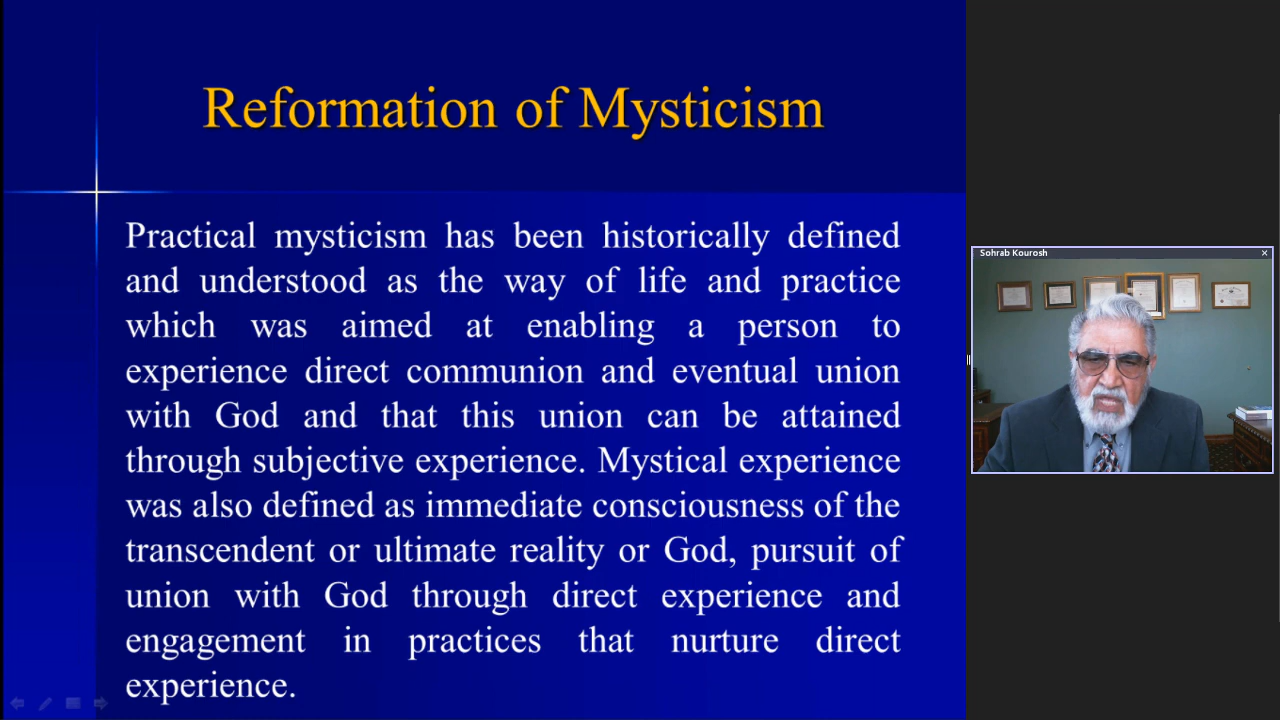 Reformation of Mysticism
Practical mysticism has been historically defined
and understood as the way of life and practice
which was aimed at enabling a person to
experience direct communion and eventual union
with God and that this union can be attained
through subjective experience. Mystical experience
was also defined as immediate consciousness of the
transcendent or ultimate reality or God, pursuit of
union with God through direct experience and
engagement in practices that nurture direct
experience.
Sohrab Kourosh